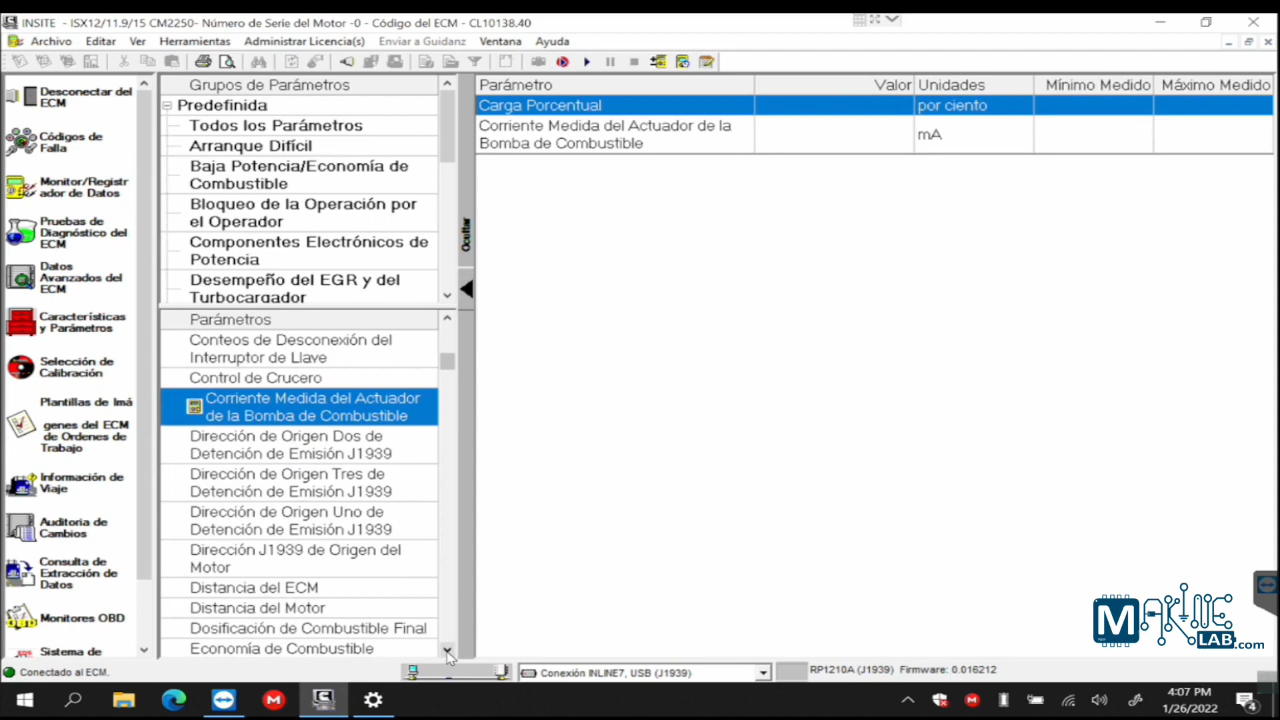 INSITE - ISX12/11.9/15 CM2250- Número de Serie del Motor -0 - Código del ECM - CL10138.40
Archivo Editar Ver Herramientas Administrar Licencia(s) Enviar a Guidanz Ventana Ayuda
Desconectar del
ECM
Códigos de
Falla
Monitor/Registr
ador de Datos
Pruebas de
Diagnóstico del
ECM
Datos
Avanzados del
ECM
Características
y Parámetros
Selección de
Calibración
Plantillas de Imá
genes del ECM
de Ordenes de
Trabajo
Información de
Viaje
Auditoria de
Cambios
Consulta de
Extracción de
Datos
Monitores OBD
Sistema de
Grupos de Parámetros
Predefinida
Todos los Parámetros
Arranque Difícil
Baja Potencia/Economía de
Combustible
Bloqueo de la Operación por
el Operador
Componentes Electrónicos de
Potencia
Desempeño del EGR y del
Turbocargador
Parámetros
Conteos de Desconexión del
Interruptor de Llave
Control de Crucero
Corriente Medida del Actuador
de la Bomba de Combustible
Dirección de Origen Dos de
Detención de Emisión J1939
Dirección de Origen Tres de
Detención de Emisión J1939
Dirección de Origen Uno de
Detención de Emisión J1939
Dirección J1939 de Origen del
Motor
Distancia del ECM
Distancia del Motor
Dosificación de Combustible Final
Economía de Combustible
Ocultar
Parámetro Valor Unidades Mínimo Medido Máximo Medido
Carga Porcentual por ciento
Corriente Medida del Actuador de la
Bomba de Combustible mA
MAKINELAB.com
Conectado al ECM.
Conexión INLINE7, USB (J1939)
RP1210A (J1939) Firmware: 0.016212
4:07 PM
1/26/2022
4